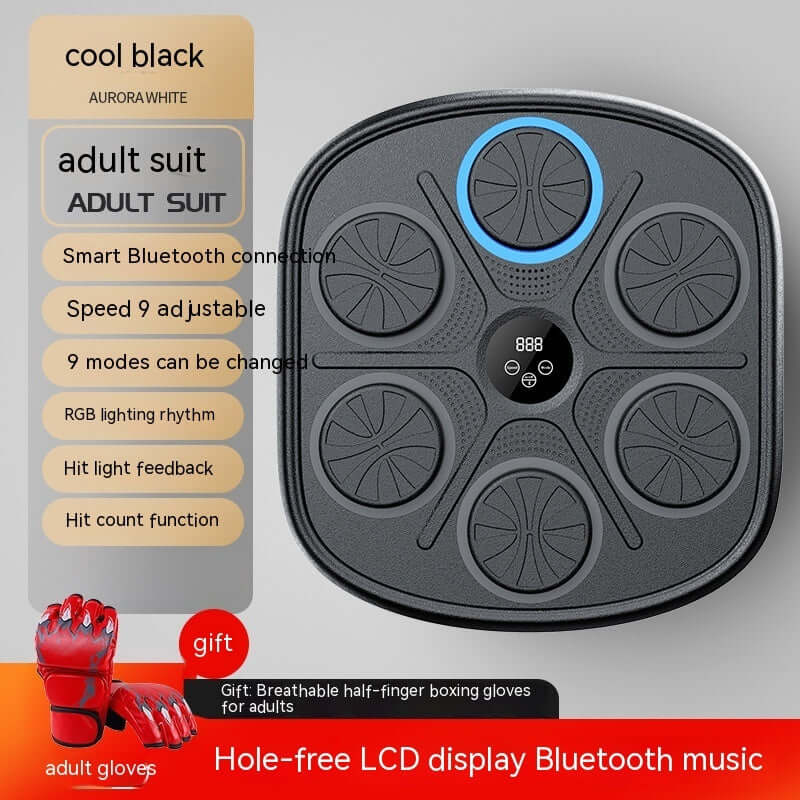 cool black
AURORA WHITE
adult suit
ADULT SUIT
Smart Bluetooth connection
Speed 9 adjustable
9 modes can be changed
RGB lighting rhythm
Hit light feedback
Hit count function
888
Speed
Mode
gift
Gift: Breathable half-finger boxing gloves
for adults
adult gloves
Hole-free LCD display Bluetooth music